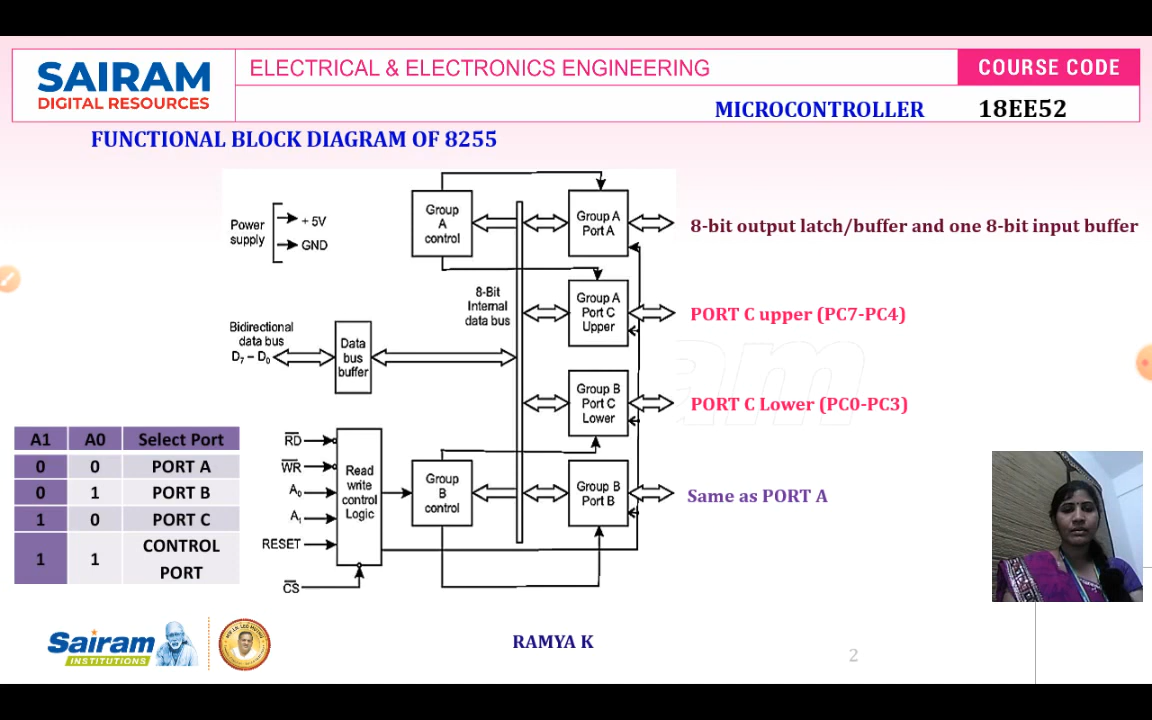 SAIRAM
DIGITAL RESOURCES
ELECTRICAL & ELECTRONICS ENGINEERING
COURSE CODE
MICROCONTROLLER
18EE52
FUNCTIONAL BLOCK DIAGRAM OF 8255
Power
supply
+ 5V
GND
Group
A
control
Group A
Port A
8-bit output latch/buffer and one 8-bit input buffer
8-Bit
Internal
data bus
Group A
Port C
Upper
PORT C upper (PC7-PC4)
Bidirectional
data bus
D₇ – D₀
Data
bus
buffer
Group B
Port C
Lower
PORT C Lower (PC0-PC3)
am
A1 A0 Select Port
0 0 PORT A
0 1 PORT B
1 0 PORT C
1 1 CONTROL
PORT
R̅D̅
W̅R̅
A₀
A₁
RESET
C̅S̅
Read
write
control
Logic
Group
B
control
Group B
Port B
Same as PORT A
Sairam
INSTITUTIONS
RAMYA K
2